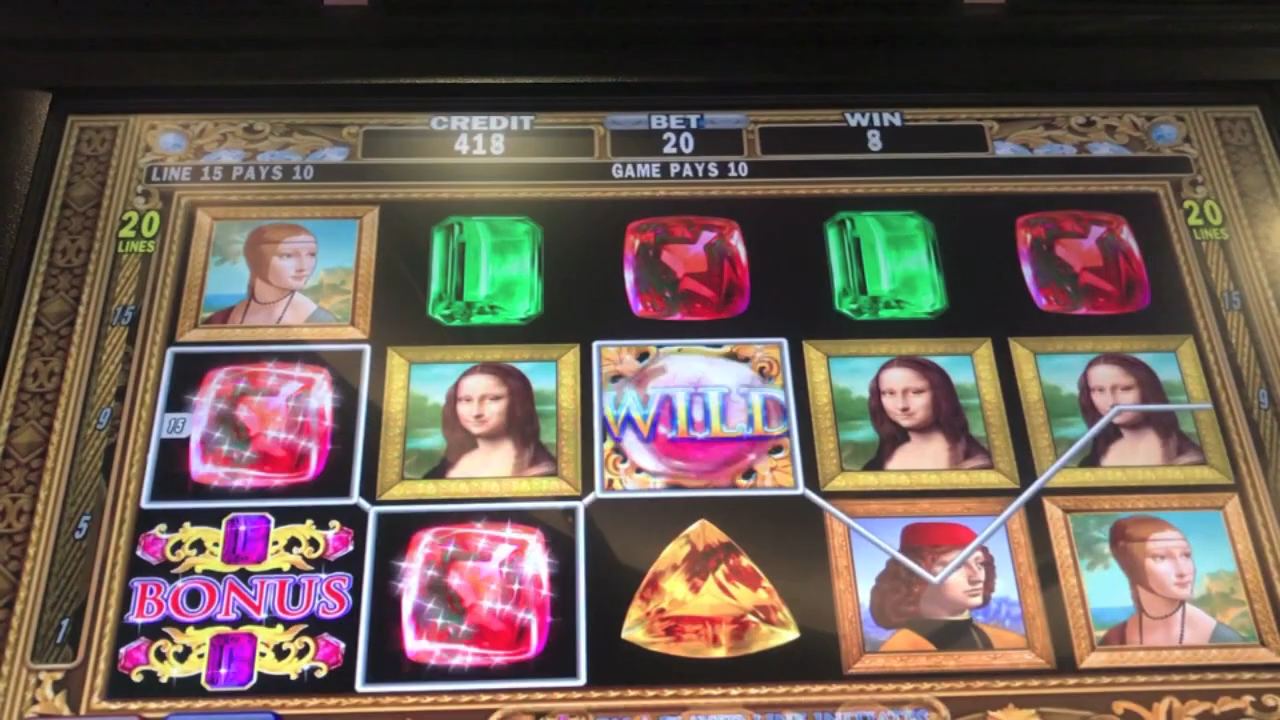 CREDIT BET WIN
418 20 8
LINE 15 PAYS 10 GAME PAYS 10
20 LINES
20 LINES
15
15
9
9
15
WILD
5
BONUS
1